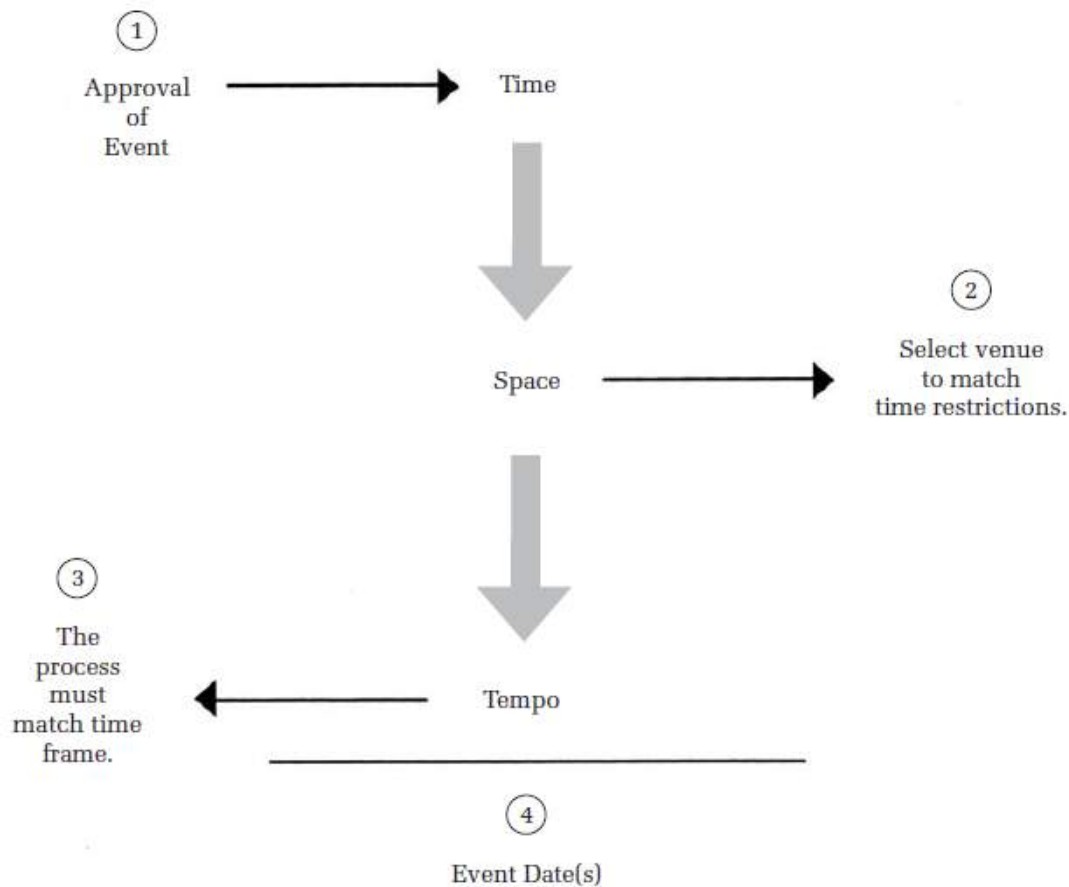 1
Approval
of
Event
Time
2
Space
Select venue
to match
time restrictions.
3
The
process
must
match time
frame.
Tempo
4
Event Date(s)